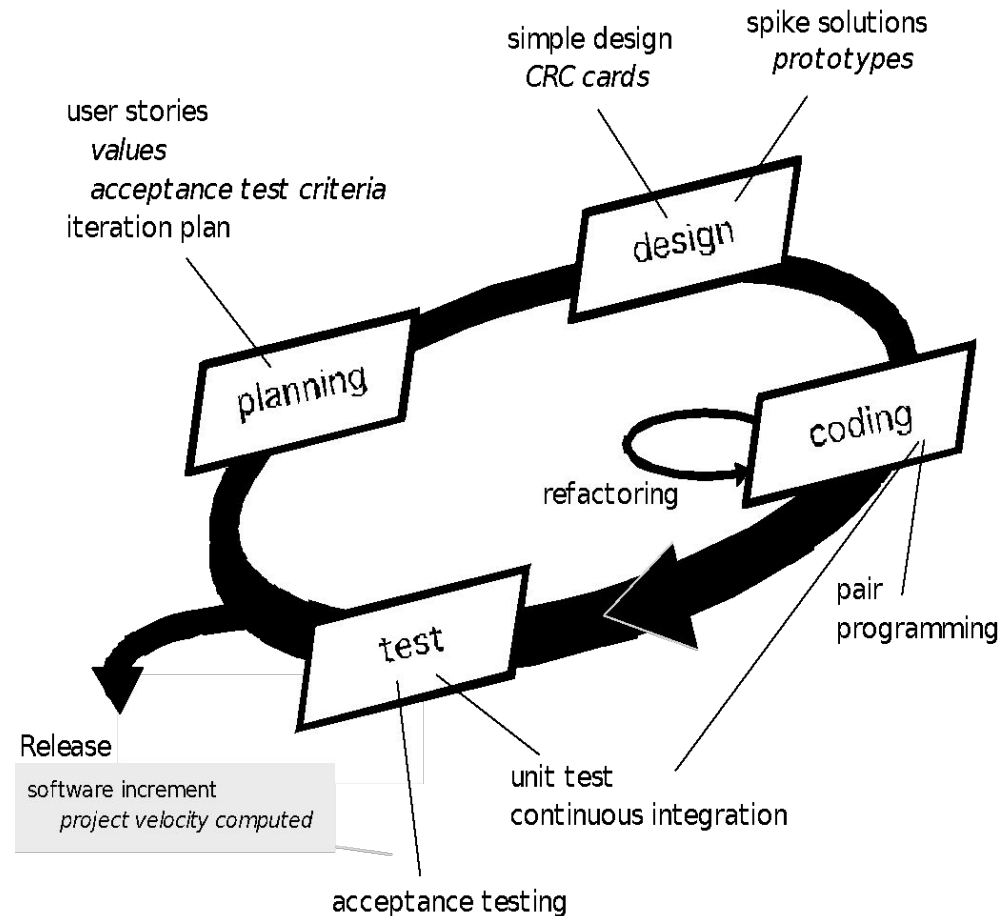 spike solutions
prototypes
simple design
CRC cards
user stories
values
acceptance test criteria
iteration plan
design
planning
coding
refactoring
pair
programming
test
Release
software increment
project velocity computed
unit test
continuous integration
acceptance testing